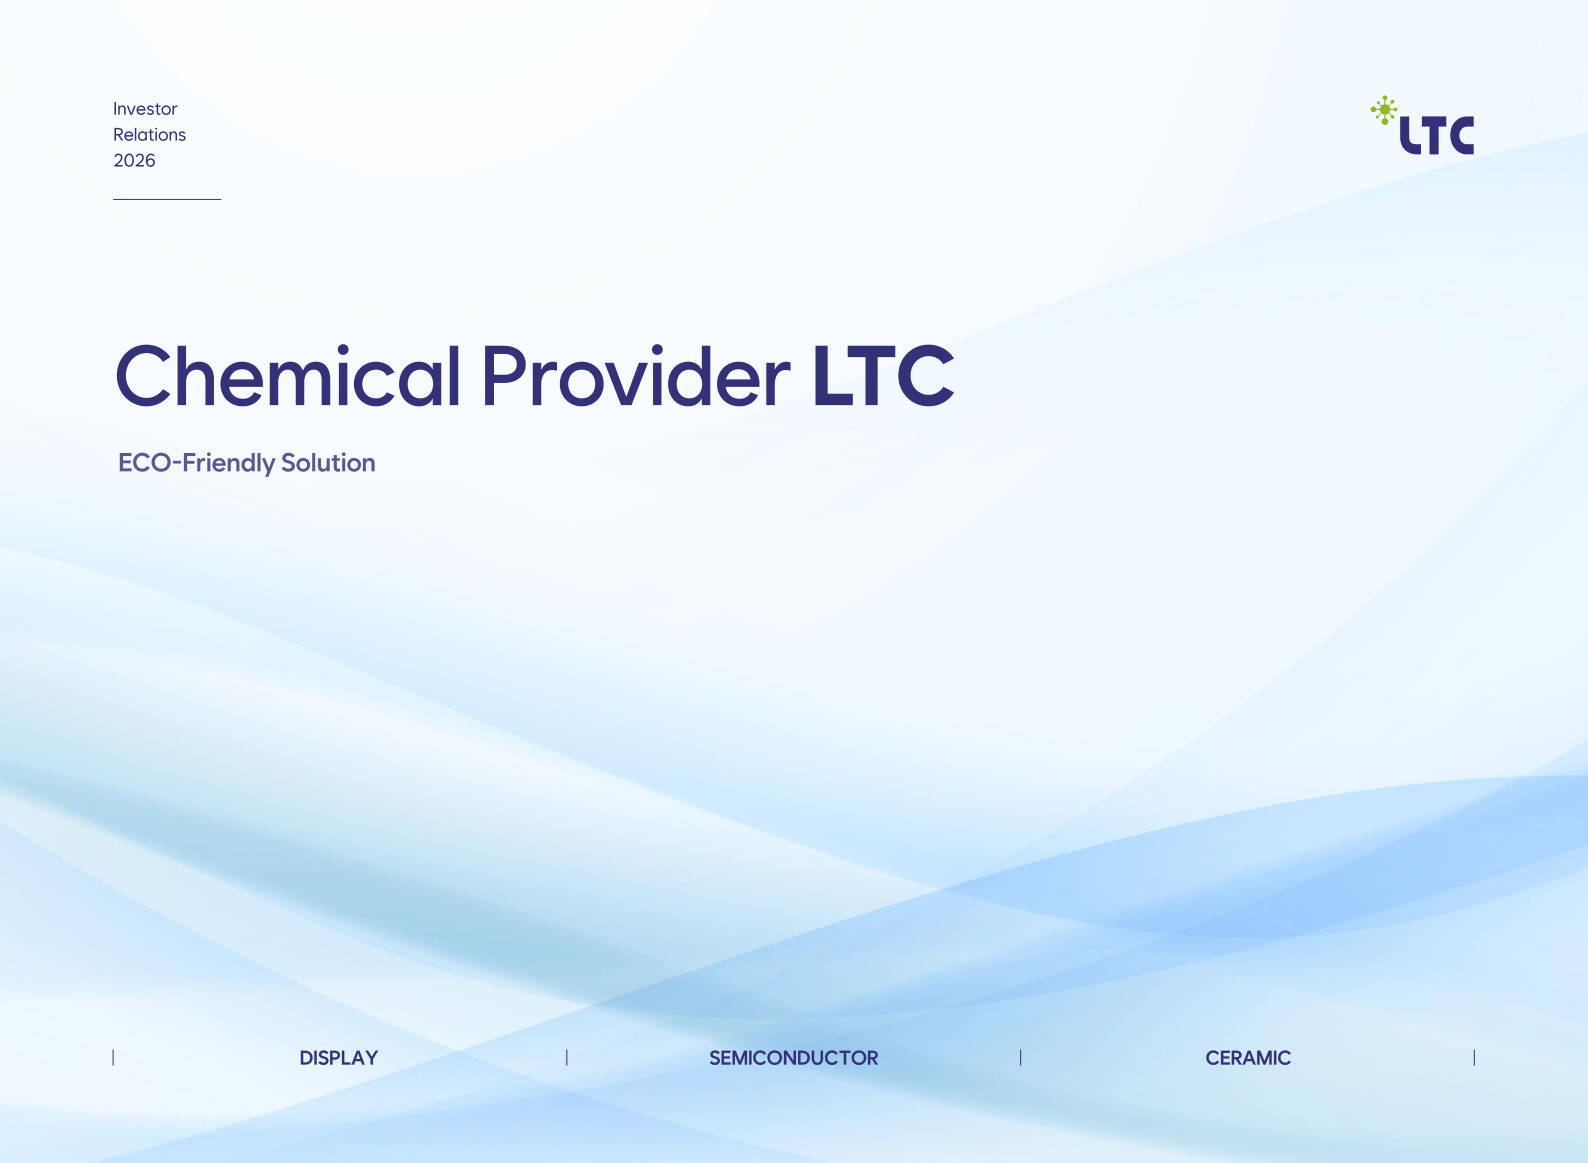 Investor
Relations
2026
LTC
Chemical Provider LTC
ECO-Friendly Solution
DISPLAY
SEMICONDUCTOR
CERAMIC